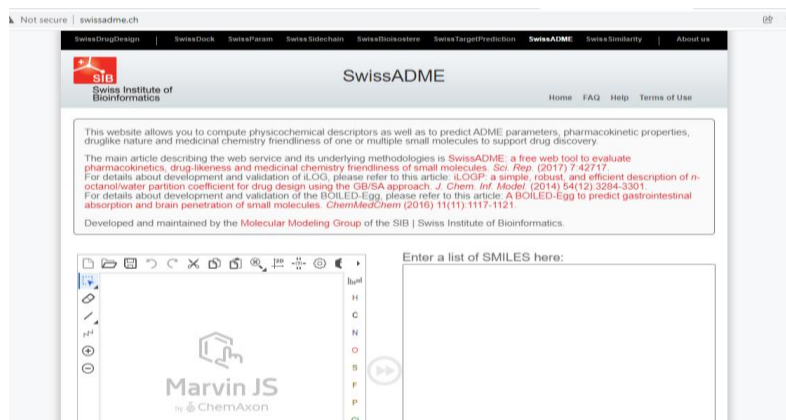 Not secure | swissadme.ch
SwissDrugDesign | SwissDock SwissParam SwissSidechain SwissBioisostere SwissTargetPrediction SwissADME SwissSimilarity | About us
SIB
Swiss Institute of
Bioinformatics
SwissADME
Home FAQ Help Terms of Use
This website allows you to compute physicochemical descriptors as well as to predict ADME parameters, pharmacokinetic properties,
druglike nature and medicinal chemistry friendliness of one or multiple small molecules to support drug discovery.
The main article describing the web service and its underlying methodologies is SwissADME: a free web tool to evaluate
pharmacokinetics, drug-likeness and medicinal chemistry friendliness of small molecules. Sci. Rep. (2017) 7:42717.
For details about development and validation of iLOG, please refer to this article: iLOGP: a simple, robust, and efficient description of n-
octanol/water partition coefficient for drug design using the GB/SA approach. J. Chem. Inf. Model. (2014) 54(12):3284-3301.
For details about development and validation of the BOILED-Egg, please refer to this article: A BOILED-Egg to predict gastrointestinal
absorption and brain penetration of small molecules. ChemMedChem (2016) 11(11):1117-1121.
Developed and maintained by the Molecular Modeling Group of the SIB | Swiss Institute of Bioinformatics.
Enter a list of SMILES here:
H
C
N
O
S
F
P
Cl
Marvin JS
by ChemAxon